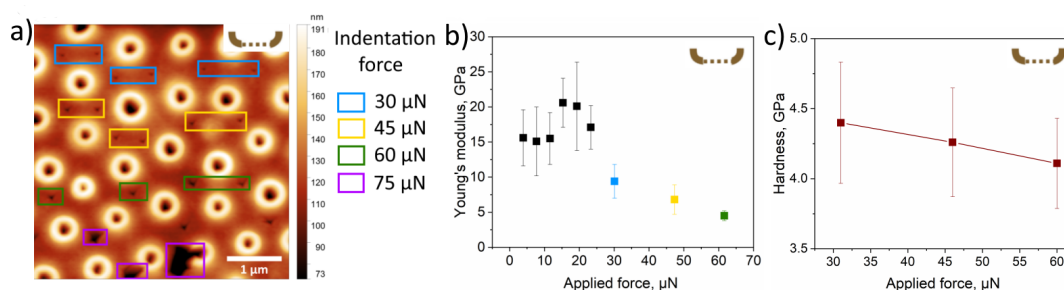 a)
nm
191
180
170
160
150
140
130
120
110
100
90
73
1 µm
Indentation
force
30 µN
45 µN
60 µN
75 µN
b)
Young's modulus, GPa
30
25
20
15
10
5
0
0 10 20 30 40 50 60 70
Applied force, µN
c)
Hardness, GPa
5.0
4.5
4.0
3.5
30 35 40 45 50 55 60
Applied force, µN